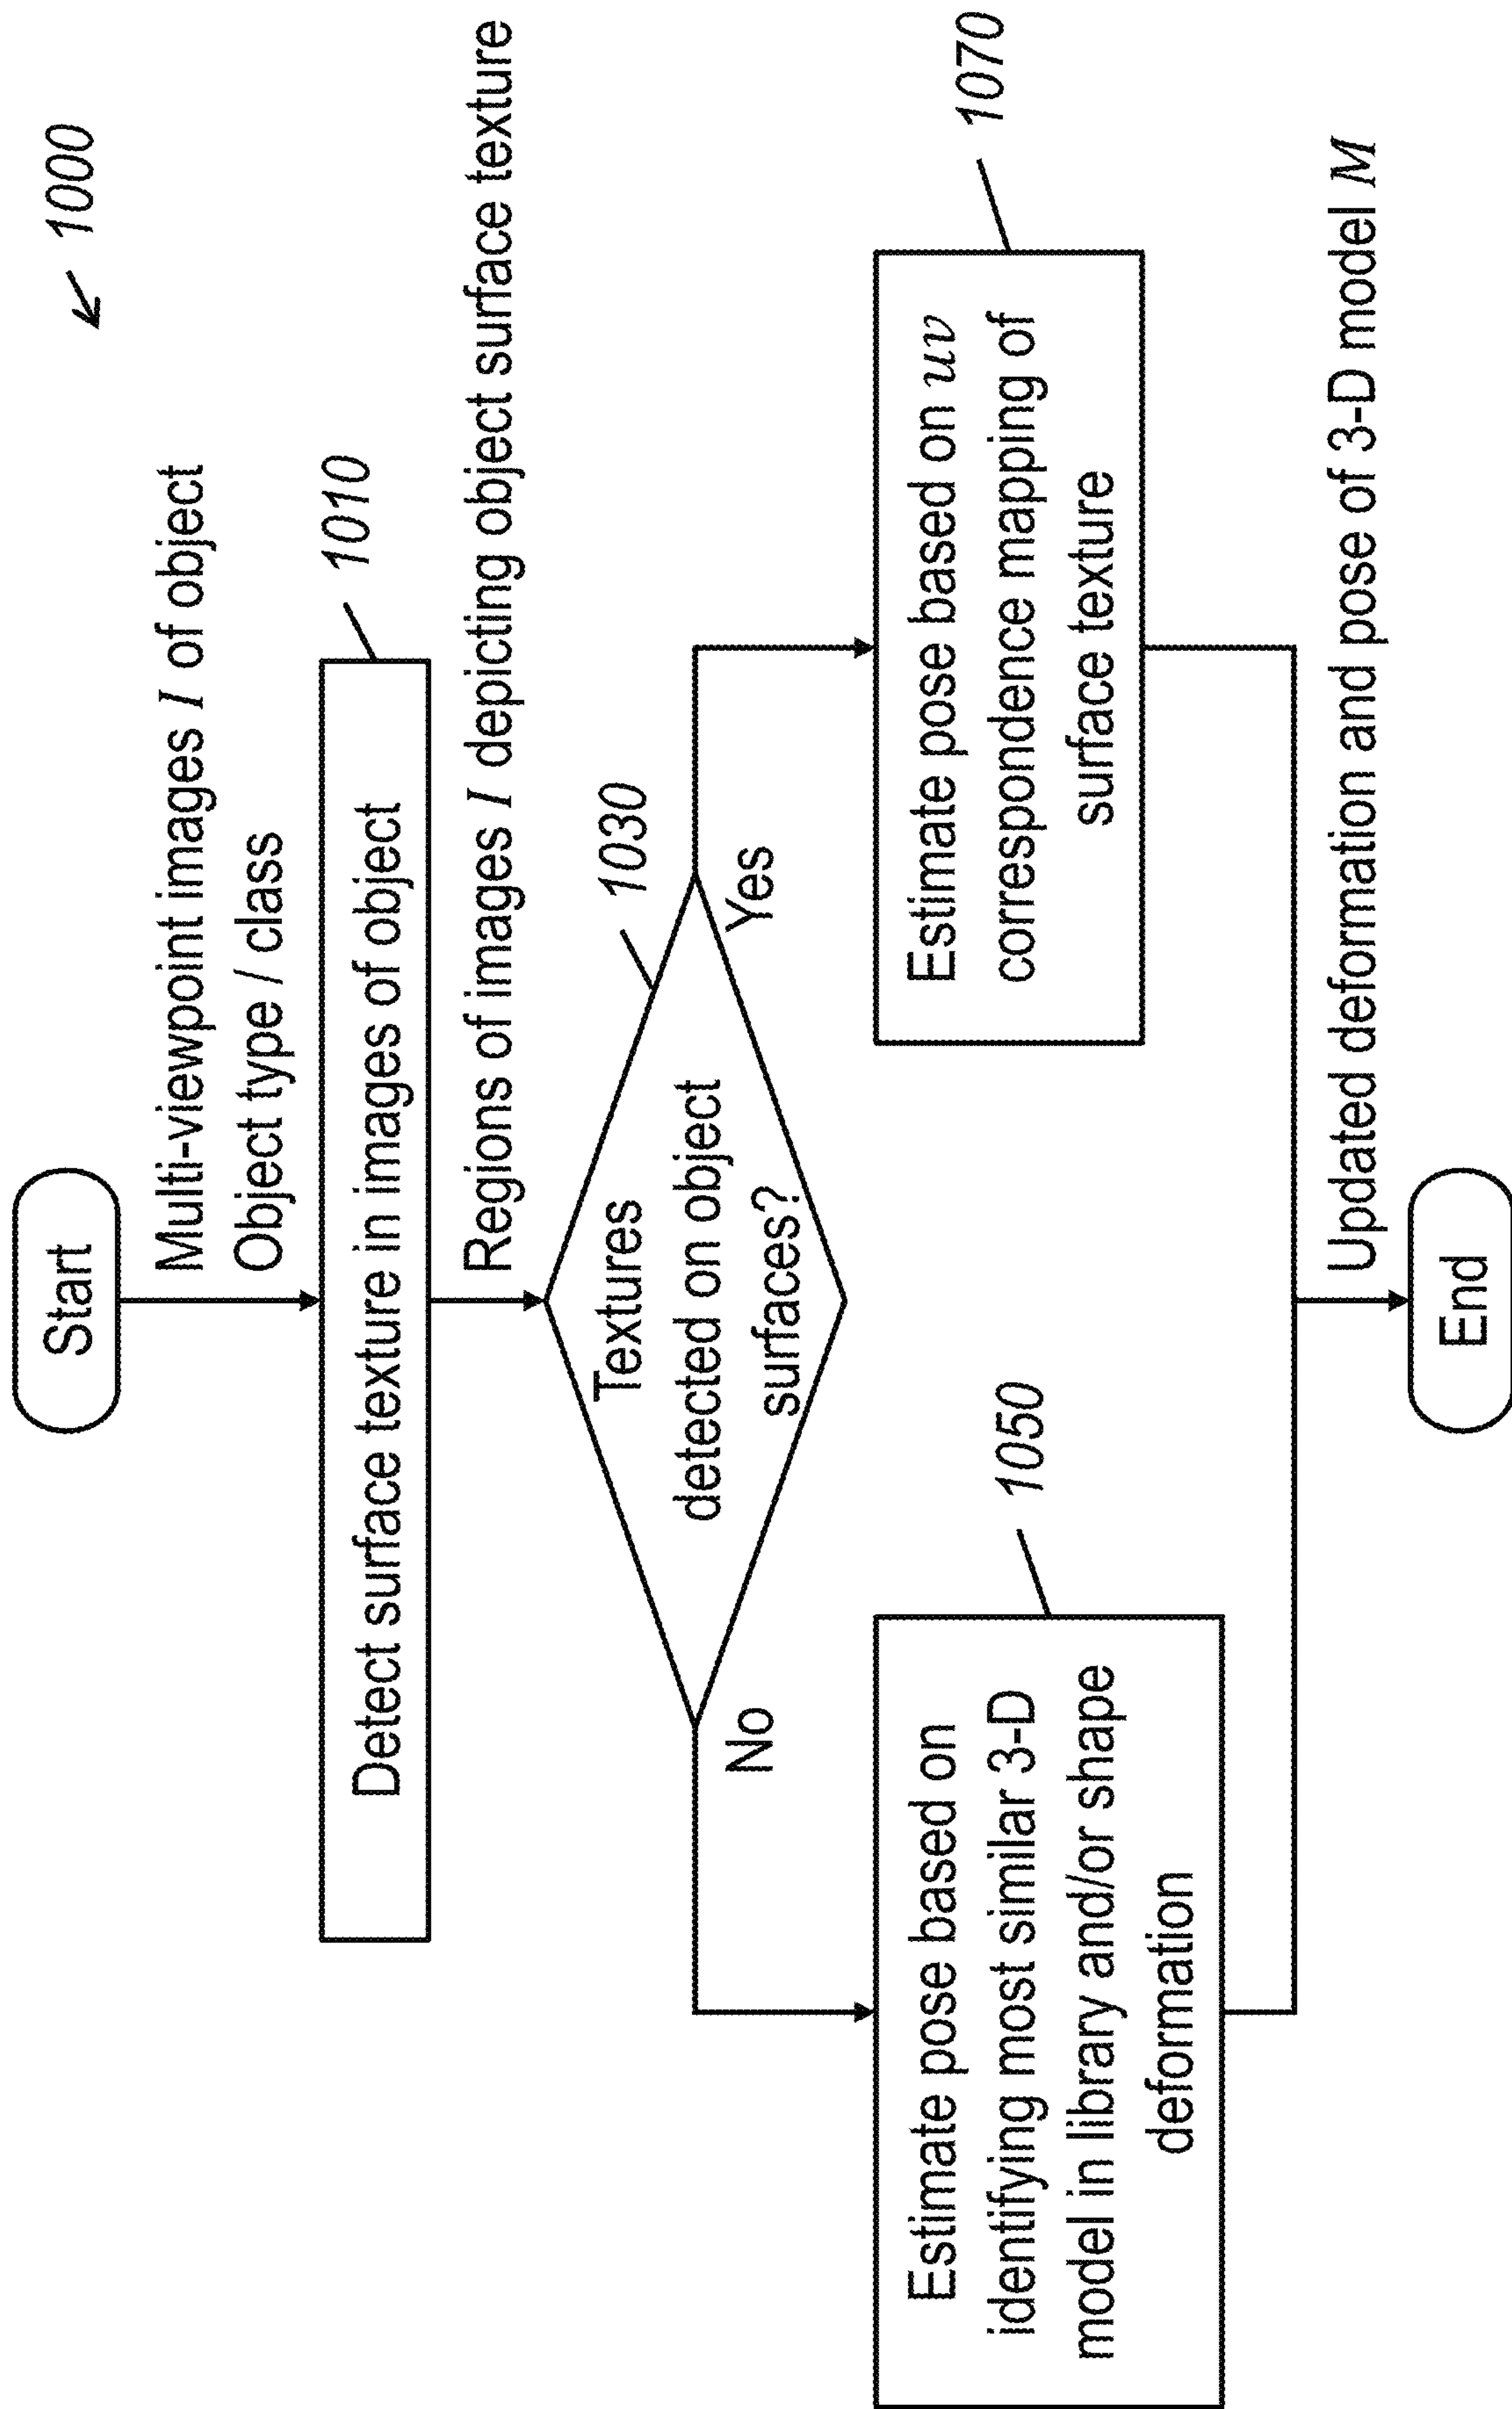 1000
Start
Multi-viewpoint images I of object
Object type / class
1010
Detect surface texture in images of object
Regions of images I depicting object surface texture
1030
Textures
detected on object
surfaces?
No
Yes
1050
Estimate pose based on
identifying most similar 3-D
model in library and/or shape
deformation
1070
Estimate pose based on uv
correspondence mapping of
surface texture
Updated deformation and pose of 3-D model M
End